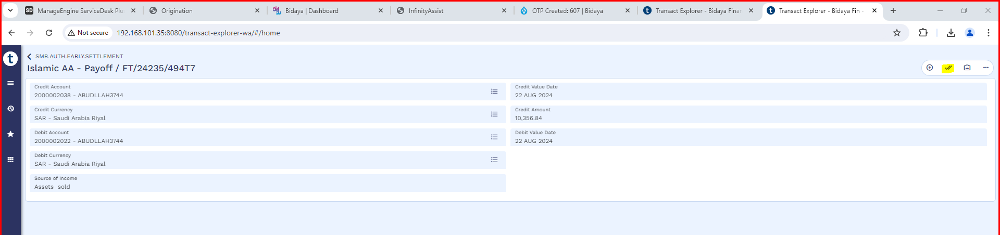 SD ManageEngine ServiceDesk Plu
Origination
Bidaya | Dashboard
InfinityAssist
OTP Created: 607 | Bidaya
Transact Explorer - Bidaya Finan
Transact Explorer - Bidaya Fin -
Not secure 192.168.101.35:8080/transact-explorer-wa/#/home
t
SMB.AUTH.EARLY.SETTLEMENT
Islamic AA - Payoff / FT/24235/494T7
Credit Account
2000002038 - ABUDLLAH3744
Credit Value Date
22 AUG 2024
Credit Currency
SAR - Saudi Arabia Riyal
Credit Amount
10,356.84
Debit Account
2000002022 - ABUDLLAH3744
Debit Value Date
22 AUG 2024
Debit Currency
SAR - Saudi Arabia Riyal
Source of Income
Assets sold